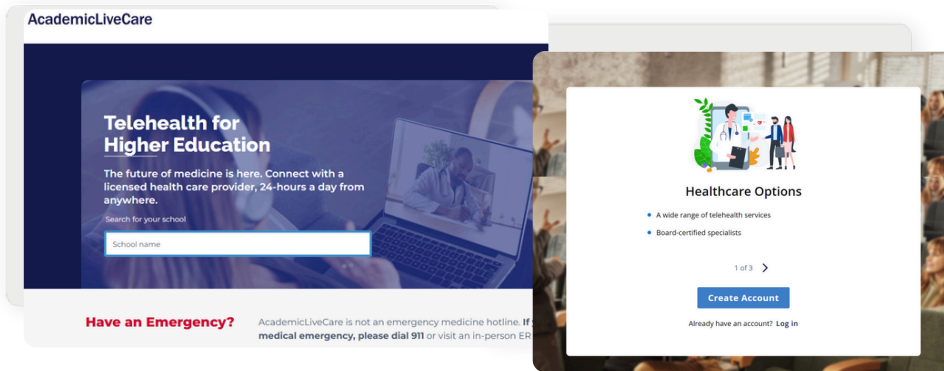 AcademicLiveCare
Telehealth for
Higher Education
The future of medicine is here. Connect with a
licensed health care provider, 24-hours a day from
anywhere.
Search for your school
School name
Have an Emergency?
AcademicLiveCare is not an emergency medicine hotline. If
medical emergency, please dial 911 or visit an in-person ER
Healthcare Options
A wide range of telehealth services
Board-certified specialists
1 of 3
Create Account
Already have an account? Log in